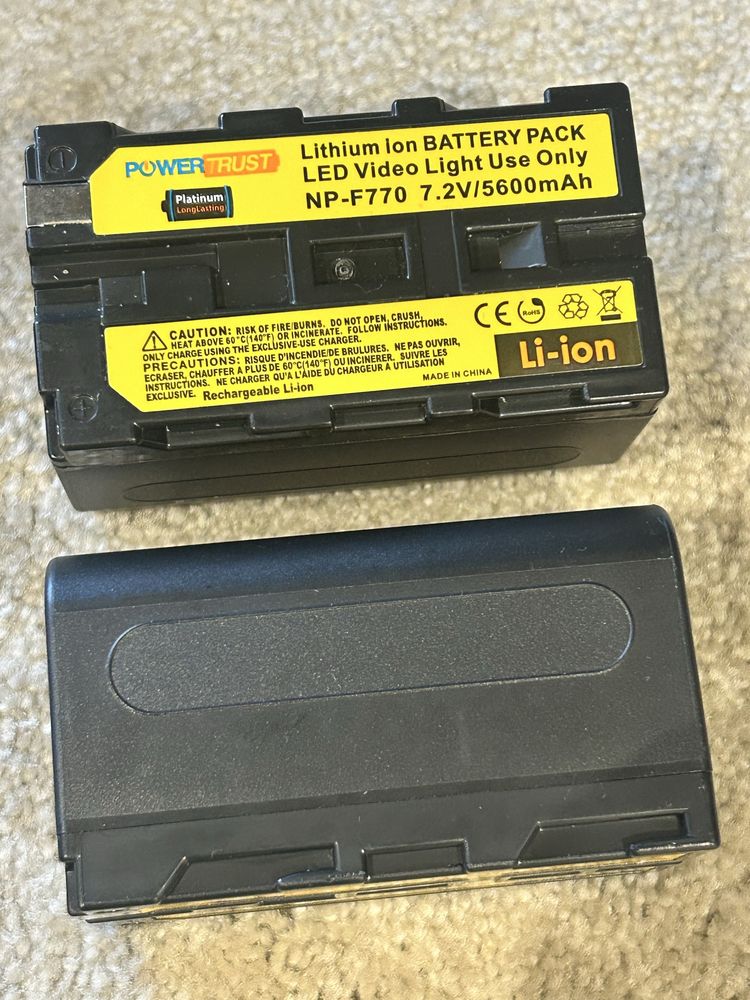 POWERTRUST
Platinum
LongLasting
Lithium ion BATTERY PACK
LED Video Light Use Only
NP-F770 7.2V/5600mAh
CAUTION: RISK OF FIRE/BURNS. DO NOT OPEN, CRUSH,
HEAT ABOVE 60°C(140°F) OR INCINERATE. FOLLOW INSTRUCTIONS.
ONLY CHARGE USING THE EXCLUSIVE-USE CHARGER.
PRECAUTIONS: RISQUE D'INCENDIE/DE BRULURES. NE PAS OUVRIR,
ECRASER, CHAUFFER A PLUS DE 60°C(140°F) OU INCINERER. SUIVRE LES
INSTRUCTIONS. NE CHARGER QU'A L'AIDE DU CHARGEUR A UTILISATION
EXCLUSIVE. Rechargeable Li-ion
MADE IN CHINA
CE RoHS
Li-ion